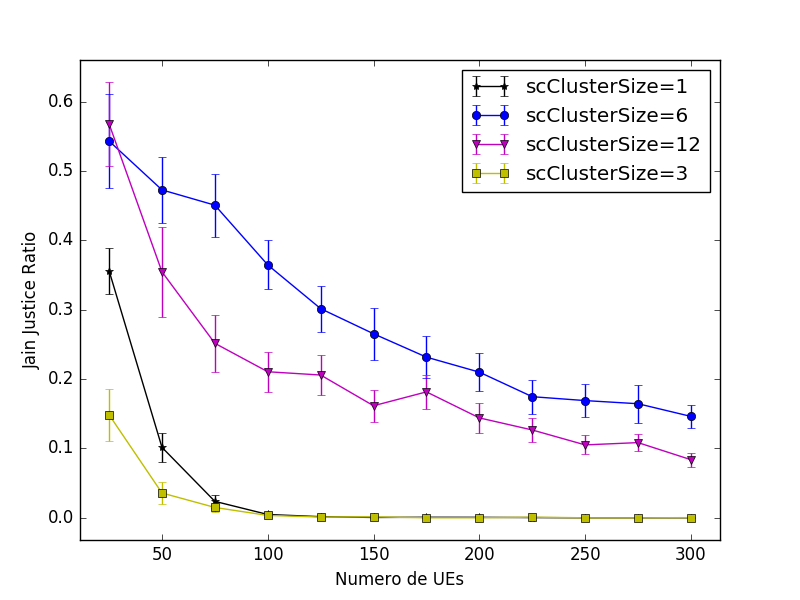 scClusterSize=1
scClusterSize=6
scClusterSize=12
scClusterSize=3
0.6
0.5
0.4
0.3
0.2
0.1
0.0
Jain Justice Ratio
50 100 150 200 250 300
Numero de UEs